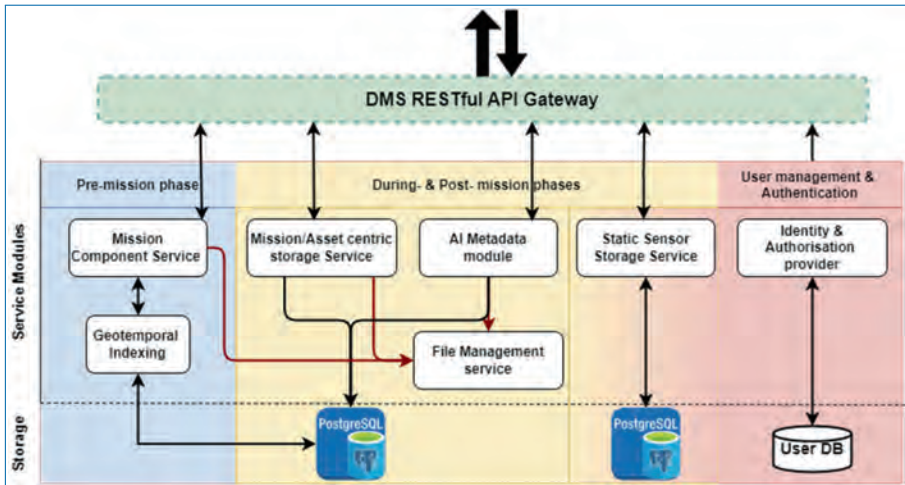 DMS RESTful API Gateway
Pre-mission phase
During- & Post- mission phases
User management &
Authentication
Service Modules
Mission
Component Service
Mission/Asset centric
storage Service
AI Metadata
module
Static Sensor
Storage Service
Identity &
Authorisation
provider
Geotemporal
Indexing
File Management
service
Storage
PostgreSQL
PostgreSQL
User DB